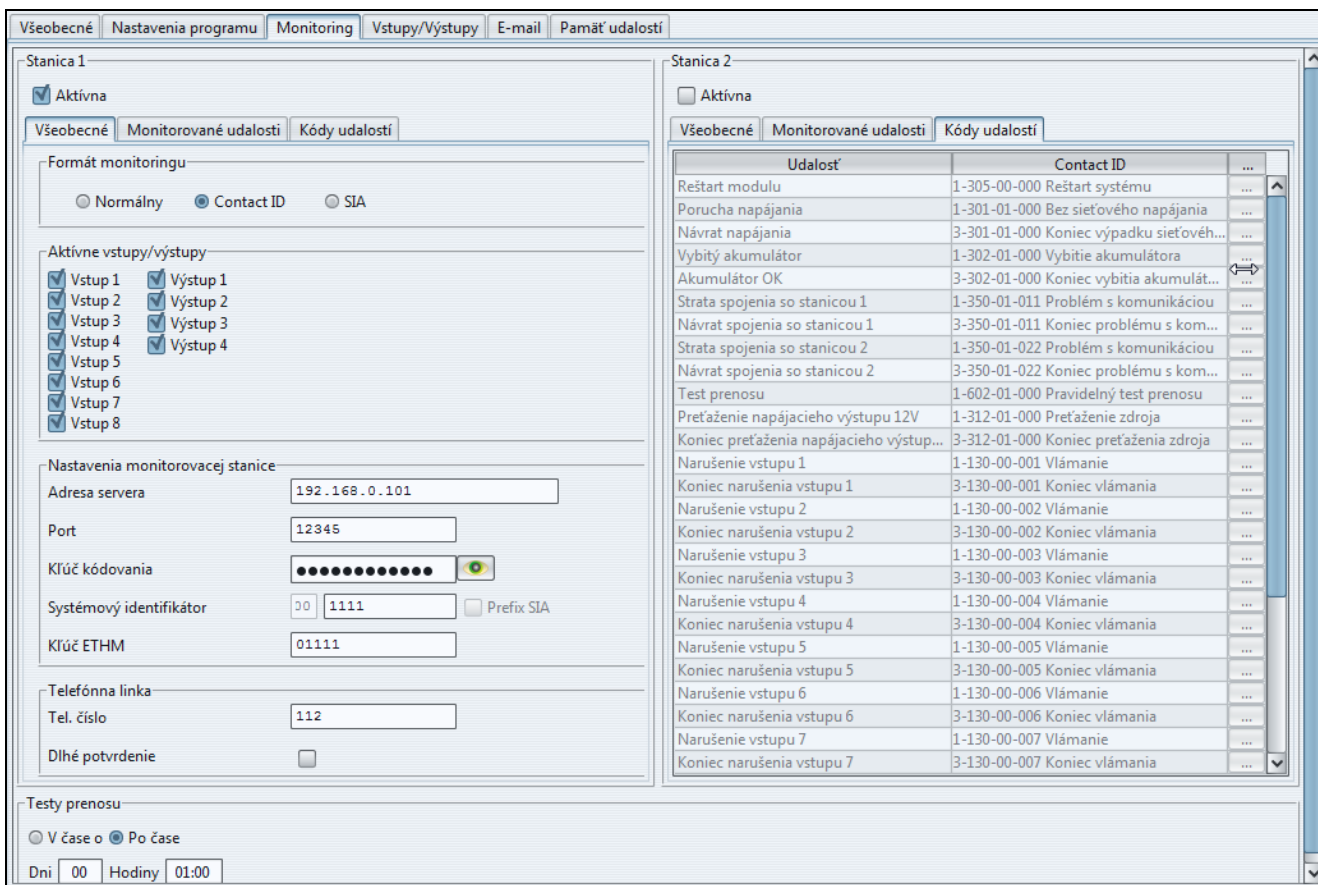 Všeobecné Nastavenia programu Monitoring Vstupy/Výstupy E-mail Pamäť udalostí
Stanica 1
Aktívna
Všeobecné Monitorované udalosti Kódy udalostí
Formát monitoringu
Normálny Contact ID SIA
Aktívne vstupy/výstupy
Vstup 1 Výstup 1
Vstup 2 Výstup 2
Vstup 3 Výstup 3
Vstup 4 Výstup 4
Vstup 5
Vstup 6
Vstup 7
Vstup 8
Nastavenia monitorovacej stanice
Adresa servera 192.168.0.101
Port 12345
Kľúč kódovania ●●●●●●●●●●●●
Systémový identifikátor 1111 Prefix SIA
Kľúč ETHM 01111
Telefónna linka
Tel. číslo 112
Dlhé potvrdenie
Stanica 2
Aktívna
Všeobecné Monitorované udalosti Kódy udalostí
Udalosť Contact ID ...
Reštart modulu 1-305-00-000 Reštart systému ...
Porucha napájania 1-301-01-000 Bez sieťového napájania ...
Návrat napájania 3-301-01-000 Koniec výpadku sieťovéh... ...
Vybitý akumulátor 1-302-01-000 Vybitie akumulátora ...
Akumulátor OK 3-302-01-000 Koniec vybitia akumulát... ...
Strata spojenia so stanicou 1 1-350-01-011 Problém s komunikáciou ...
Návrat spojenia so stanicou 1 3-350-01-011 Koniec problému s kom... ...
Strata spojenia so stanicou 2 1-350-01-022 Problém s komunikáciou ...
Návrat spojenia so stanicou 2 3-350-01-022 Koniec problému s kom... ...
Test prenosu 1-602-01-000 Pravidelný test prenosu ...
Preťaženie napájacieho výstupu 12V 1-312-01-000 Preťaženie zdroja ...
Koniec preťaženia napájacieho výstup... 3-312-01-000 Koniec preťaženia zdroja ...
Narušenie vstupu 1 1-130-00-001 Vlámanie ...
Koniec narušenia vstupu 1 3-130-00-001 Koniec vlámania ...
Narušenie vstupu 2 1-130-00-002 Vlámanie ...
Koniec narušenia vstupu 2 3-130-00-002 Koniec vlámania ...
Narušenie vstupu 3 1-130-00-003 Vlámanie ...
Koniec narušenia vstupu 3 3-130-00-003 Koniec vlámania ...
Narušenie vstupu 4 1-130-00-004 Vlámanie ...
Koniec narušenia vstupu 4 3-130-00-004 Koniec vlámania ...
Narušenie vstupu 5 1-130-00-005 Vlámanie ...
Koniec narušenia vstupu 5 3-130-00-005 Koniec vlámania ...
Narušenie vstupu 6 1-130-00-006 Vlámanie ...
Koniec narušenia vstupu 6 3-130-00-006 Koniec vlámania ...
Narušenie vstupu 7 1-130-00-007 Vlámanie ...
Koniec narušenia vstupu 7 3-130-00-007 Koniec vlámania ...
Testy prenosu
V čase o Po čase
Dni 00 Hodiny 01:00